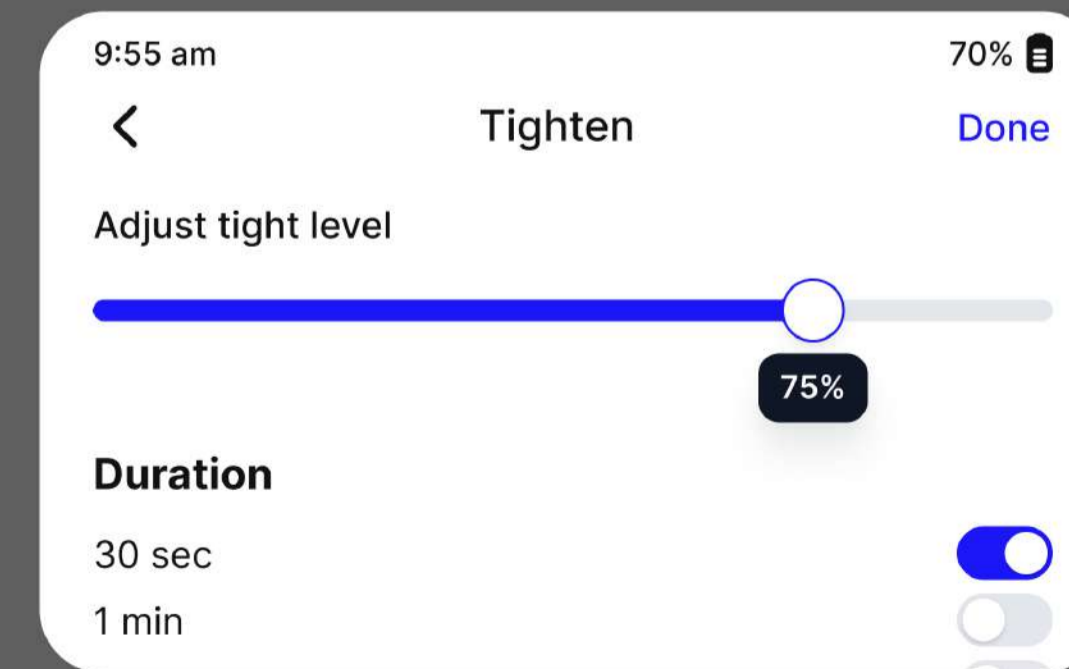 9:55 am 70%
Tighten Done
Adjust tight level
75%
Duration
30 sec
1 min